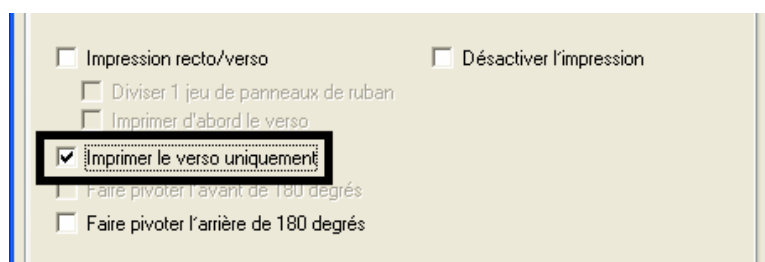 Impression recto/verso
Désactiver l'impression
Diviser 1 jeu de panneaux de ruban
Imprimer d'abord le verso
Imprimer le verso uniquement
Faire pivoter l'avant de 180 degrés
Faire pivoter l'arrière de 180 degrés